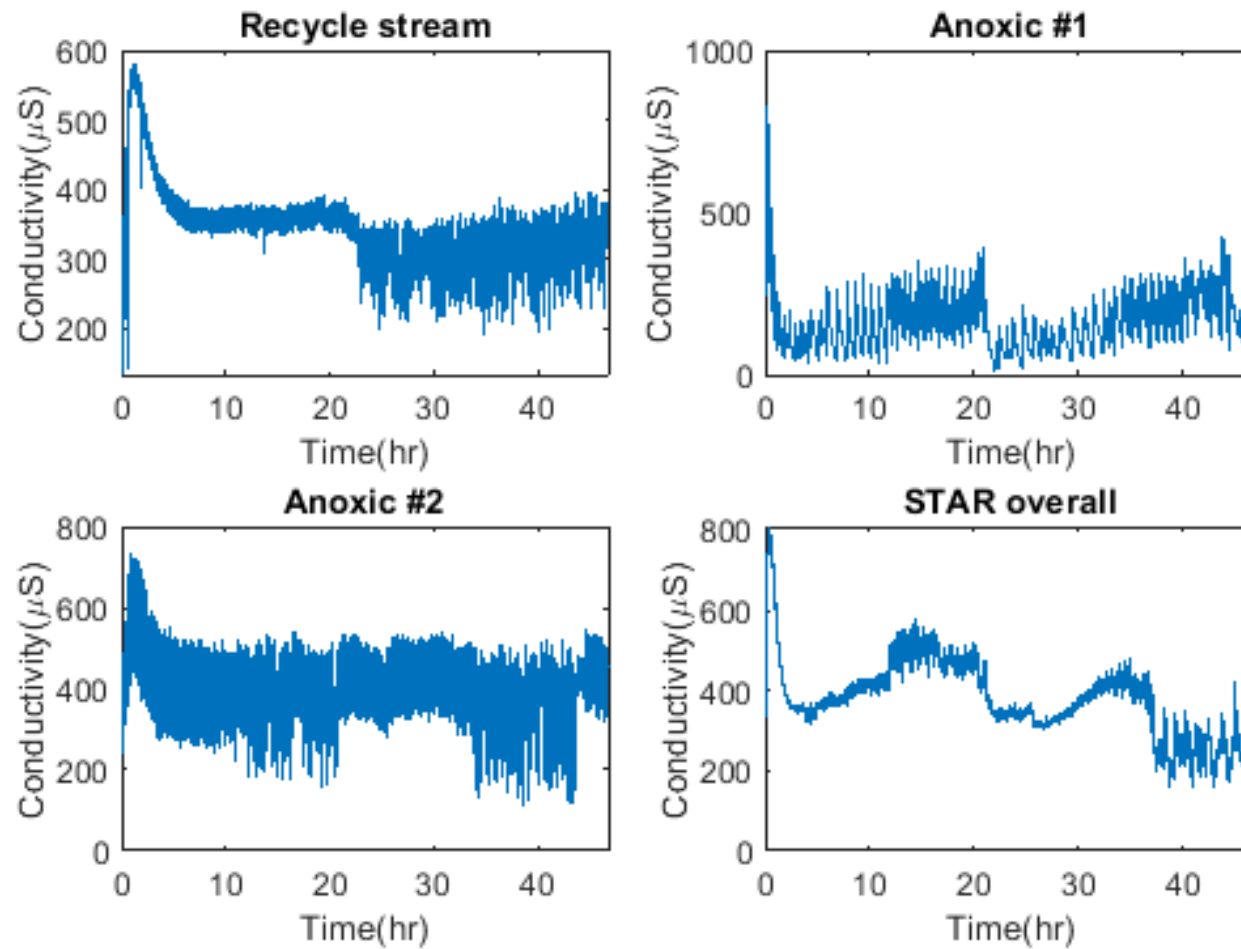 Recycle stream
600
500
400
300
200
Conductivity(μS)
0 10 20 30 40
Time(hr)
Anoxic #1
1000
500
0
Conductivity(μS)
0 10 20 30 40
Time(hr)
Anoxic #2
800
600
400
200
0
Conductivity(μS)
0 10 20 30 40
Time(hr)
STAR overall
800
600
400
200
0
Conductivity(μS)
0 10 20 30 40
Time(hr)